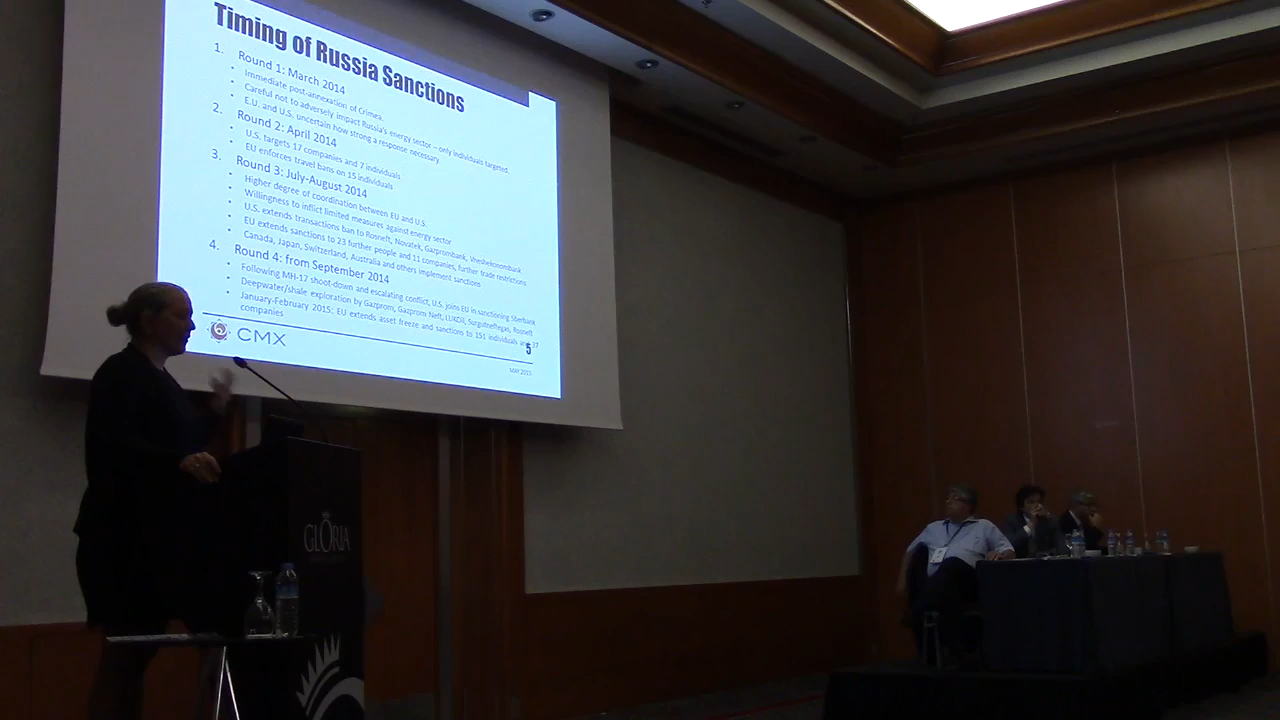 Timing of Russia Sanctions
1. Round 1: March 2014
• Immediate post-annexation of Crimea.
• Careful not to adversely impact Russia's energy sector – only individuals targeted.
• E.U. and U.S. uncertain how strong a response necessary.
2. Round 2: April 2014
• U.S. targets 17 companies and 7 individuals
• EU enforces travel bans on 15 individuals
3. Round 3: July-August 2014
• Higher degree of coordination between EU and U.S.
• Willingness to inflict limited measures against energy sector
• U.S. extends transactions ban to Rosneft, Novatek, Gazprombank, Vneshekonombank
• EU extends sanctions to 23 further people and 11 companies, further trade restrictions
• Canada, Japan, Switzerland, Australia and others implement sanctions
4. Round 4: from September 2014
• Following MH-17 shoot-down and escalating conflict, U.S. joins EU in sanctioning Sberbank
• Deepwater/shale exploration by Gazprom, Gazprom Neft, LUKOIL, Surgutneftegas, Rosneft
• January-February 2015: EU extends asset freeze and sanctions to 151 individuals and 37
companies
CMX
5
MAY 2015
GLORIA